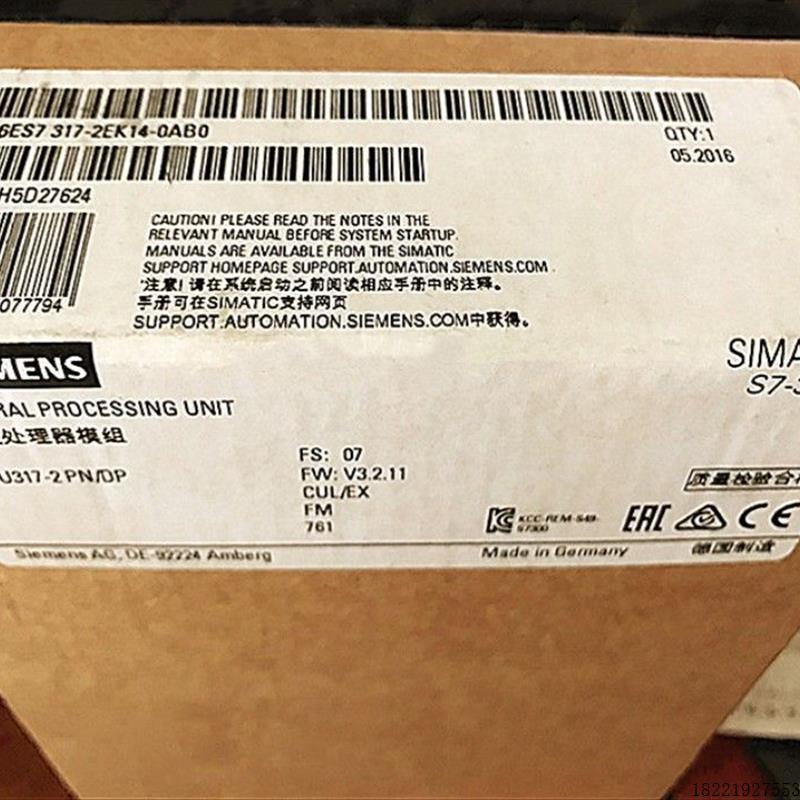 6ES7 317-2EK14-0AB0
QTY:1
05.2016
H5D27624
CAUTION! PLEASE READ THE NOTES IN THE
RELEVANT MANUAL BEFORE SYSTEM STARTUP.
MANUALS ARE AVAILABLE FROM THE SIMATIC
SUPPORT HOMEPAGE SUPPORT.AUTOMATION.SIEMENS.COM
注意! 请在系统启动之前阅读相应手册中的注释。
手册可在SIMATIC支持网页
SUPPORT.AUTOMATION.SIEMENS.COM中获得。
077794
MENS
SIMA
S7-3
RAL PROCESSING UNIT
处理器模组
U317-2 PN/DP
FS: 07
FW: V3.2.11
CUL/EX
FM
761
质量检验合格
KCC-REM-S49-
S7300
EAC
CE
Siemens AG, DE-92224 Amberg
Made in Germany
德国制造
18221927553